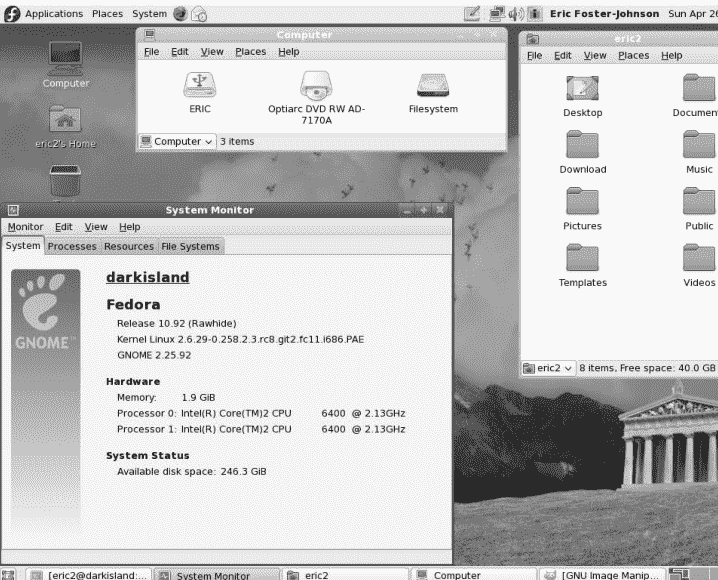 Applications Places System Eric Foster-Johnson Sun Apr 26
Computer
File Edit View Places Help
ERIC
Optiarc DVD RW AD-
7170A
Filesystem
Computer 3 items
eric2
File Edit View Places Help
Desktop
Documen
Download
Music
Pictures
Public
Templates
Videos
eric2 8 items, Free space: 40.0 GB
Computer
eric2's Home
System Monitor
Monitor Edit View Help
System Processes Resources File Systems
GNOME™
darkisland
Fedora
Release 10.92 (Rawhide)
Kernel Linux 2.6.29-0.258.2.3.rc8.git2.fc11.i686.PAE
GNOME 2.25.92
Hardware
Memory: 1.9 GiB
Processor 0: Intel(R) Core(TM)2 CPU 6400 @ 2.13GHz
Processor 1: Intel(R) Core(TM)2 CPU 6400 @ 2.13GHz
System Status
Available disk space: 246.3 GiB
[eric2@darkisland:... System Monitor eric2 Computer [GNU Image Manip...